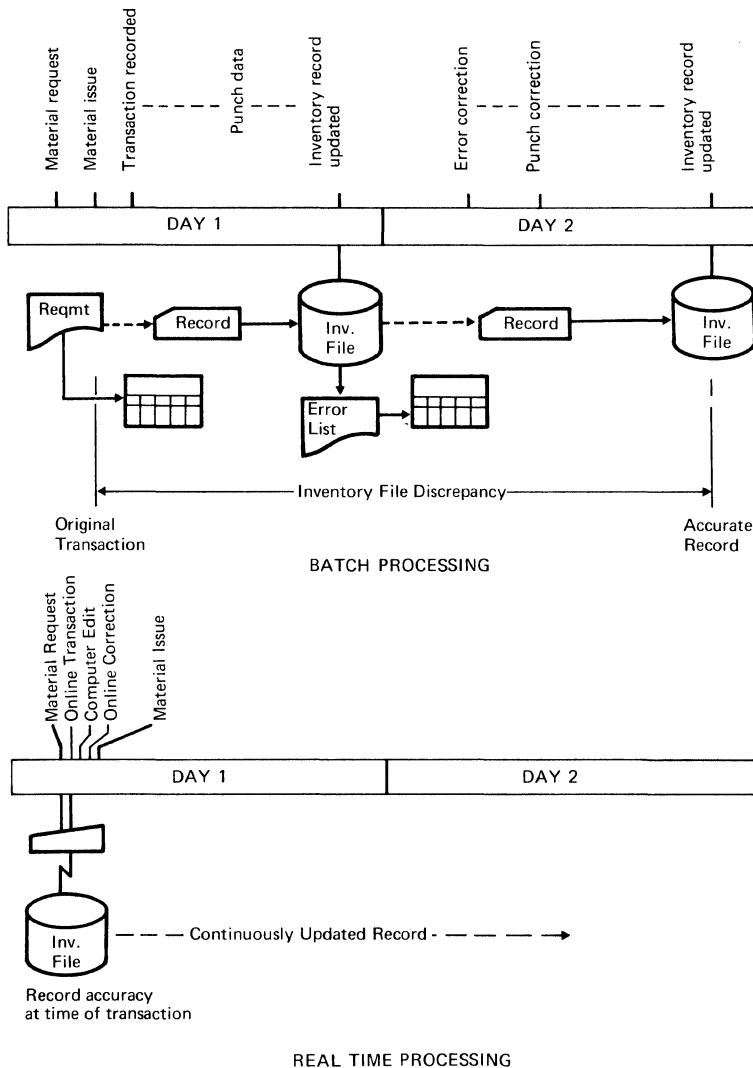 Material request
Material issue
Transaction recorded
Punch data
Inventory record
updated
Error correction
Punch correction
Inventory record
updated
DAY 1
DAY 2
Reqmt
Record
Inv.
File
Record
Inv.
File
Error
List
Inventory File Discrepancy
Original
Transaction
Accurate
Record
BATCH PROCESSING
Material Request
Online Transaction
Computer Edit
Online Correction
Material Issue
DAY 1
DAY 2
Inv.
File
Continuously Updated Record
Record accuracy
at time of transaction
REAL TIME PROCESSING